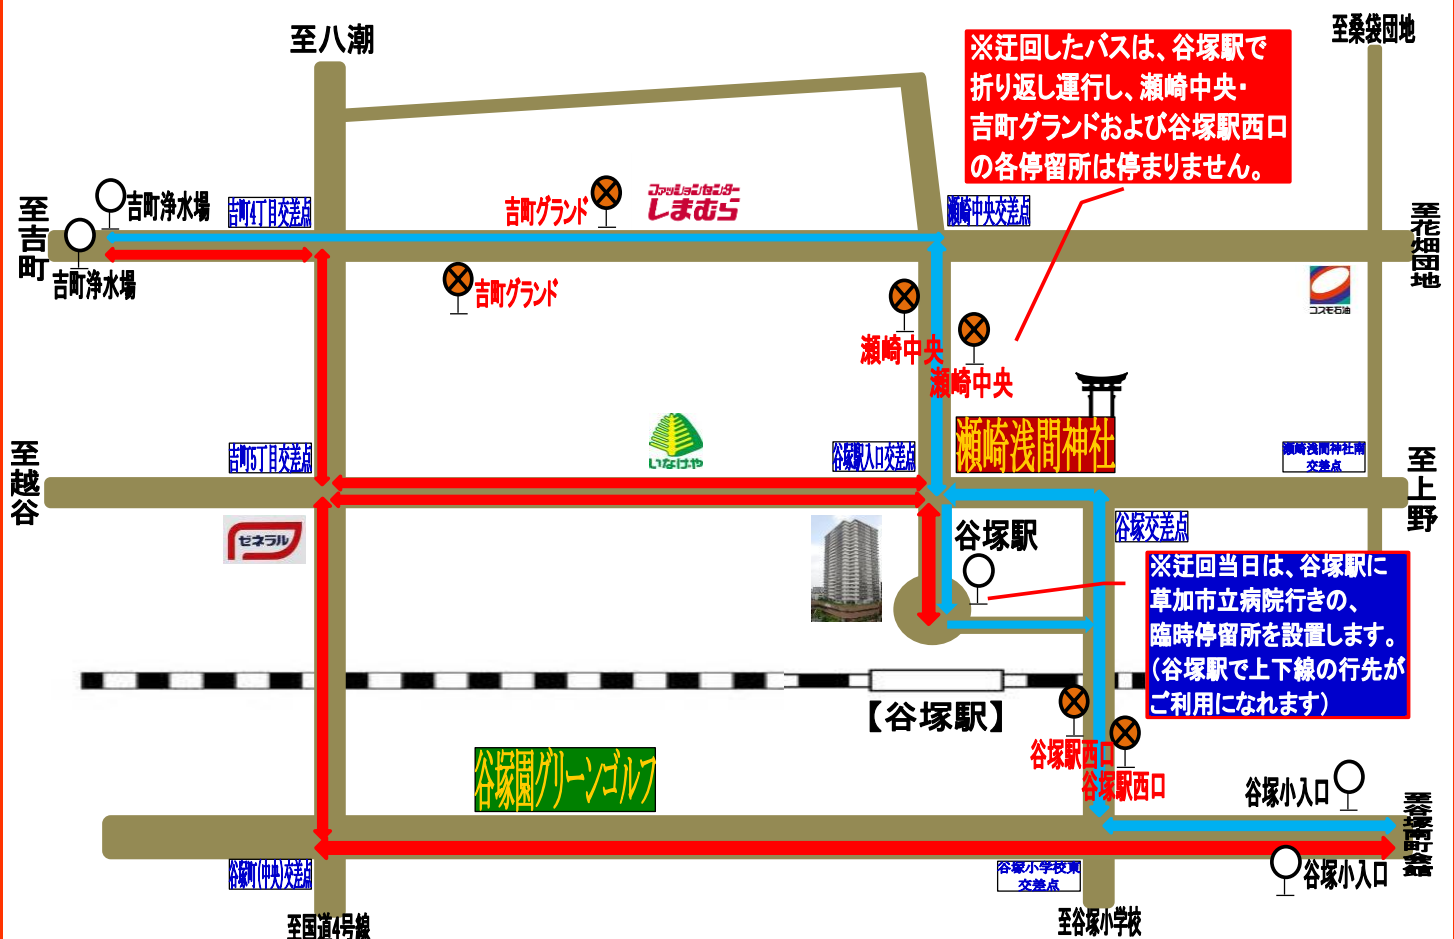 至八潮
至桑袋団地
※迂回したバスは、谷塚駅で
折り返し運行し、瀬崎中央・
吉町グランドおよび谷塚駅西口
の各停留所は停まりません。
至吉町
吉町浄水場
吉町浄水場
吉町4丁目交差点
吉町グランド
ファッションセンター
しまむら
瀬崎中央交差点
至花畑団地
吉町グランド
コスモ石油
瀬崎中央
瀬崎中央
至越谷
吉町5丁目交差点
いなげや
谷塚駅入口交差点
瀬崎浅間神社
瀬崎浅間神社南
交差点
至上野
ゼネラル
谷塚駅
谷塚交差点
※迂回当日は、谷塚駅に
草加市立病院行きの、
臨時停留所を設置します。
(谷塚駅で上下線の行先が
ご利用になれます)
【谷塚駅】
谷塚駅西口
谷塚駅西口
谷塚園グリーンゴルフ
谷塚小入口
至谷塚南町会館
谷塚町(中央)交差点
谷塚小学校東
交差点
谷塚小入口
至国道4号線
至谷塚小学校